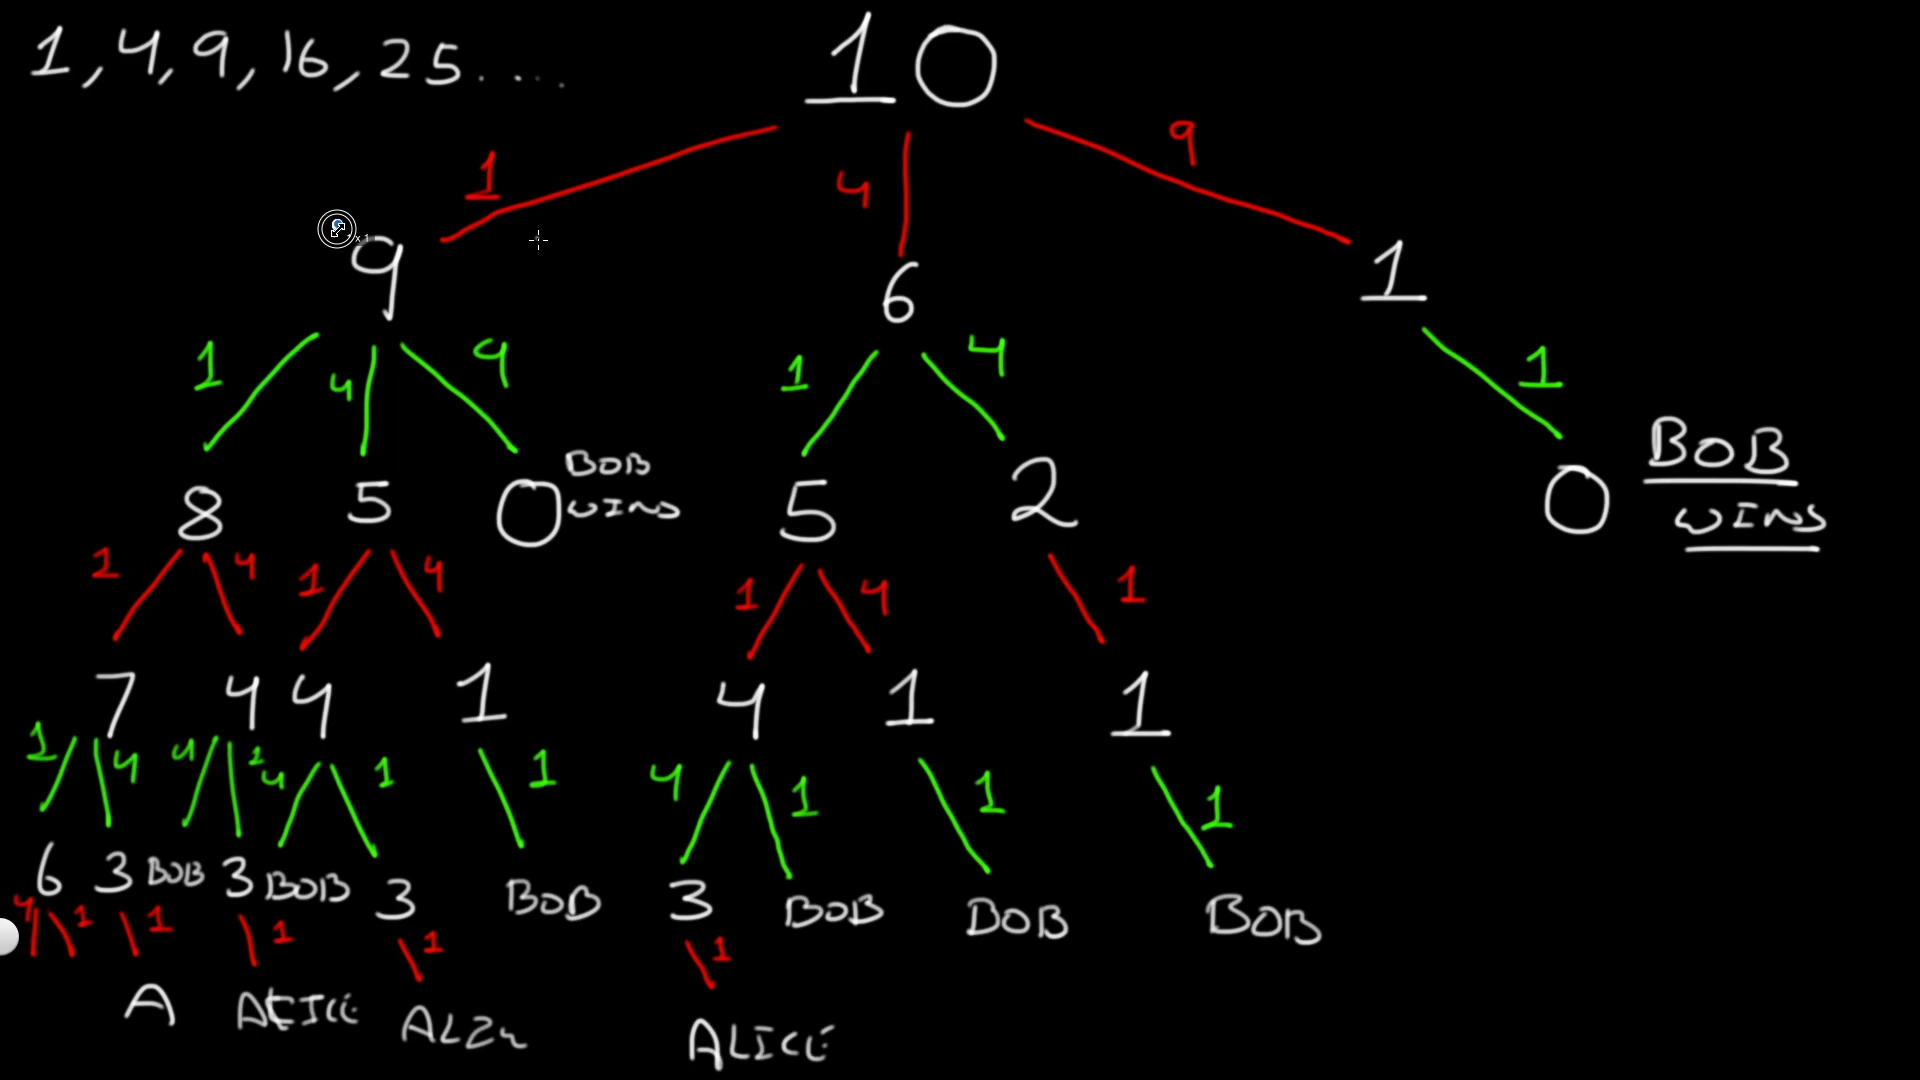 1, 4, 9, 16, 25....
10
1 4 9
9 6 1
1 4 9 1 4 1
8 5 0 BOB WINS 5 2 0 BOB WINS
1 4 1 4 1 4 1
7 4 4 1 4 1 1
1 4 4 1 4 1 1 4 1 1 1
6 3 BOB 3 BOB 3 BOB 3 BOB BOB BOB
4 1 1 1 1 1
A ALICE ALICE